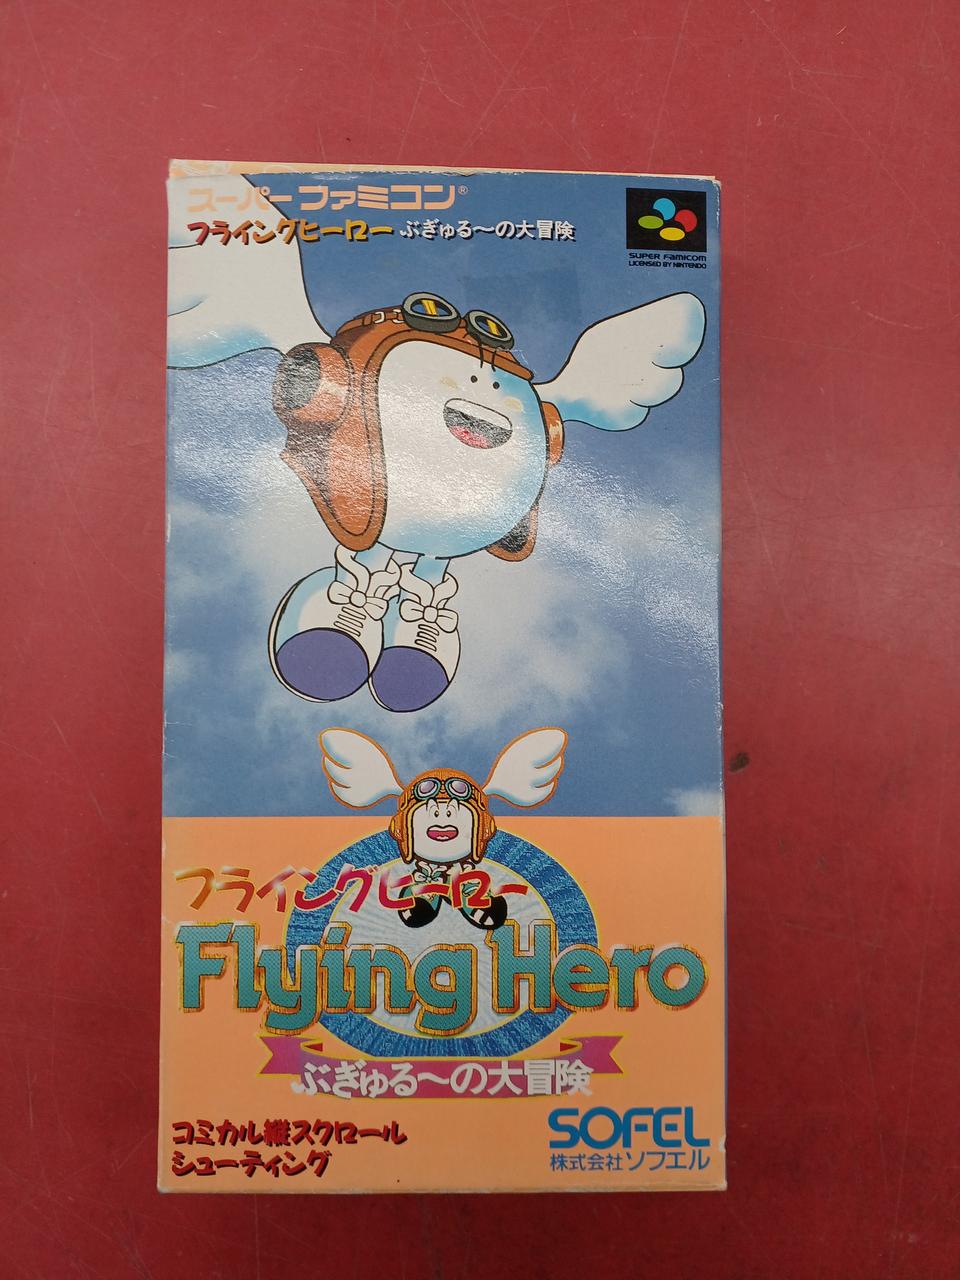 スーパーファミコン®
フライングヒーロー ぶぎゅる～の大冒険
SUPER FAMICOM
LICENSED BY NINTENDO
フライングヒーロー
Flying Hero
ぶぎゅる～の大冒険
コミカル縦スクロール
シューティング
SOFEL
株式会社ソフエル